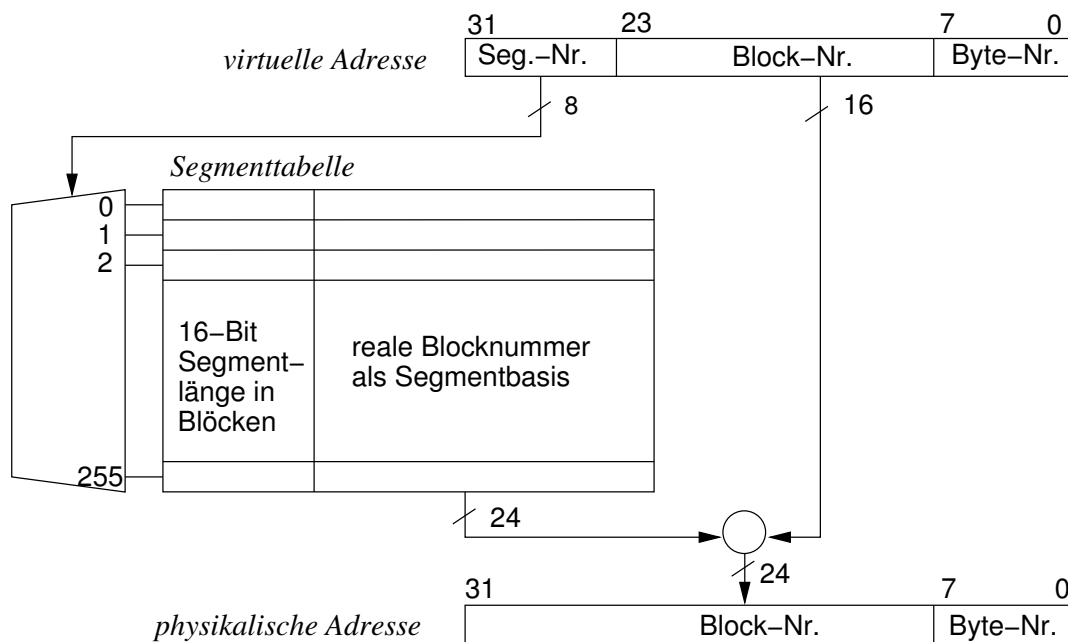 31 23 7 0
virtuelle Adresse Seg.–Nr. Block–Nr. Byte–Nr.
8 16
Segmenttabelle
0
1
2
16–Bit
Segment–
länge in
Blöcken
reale Blocknummer
als Segmentbasis
255
24
24
31 7 0
physikalische Adresse Block–Nr. Byte–Nr.